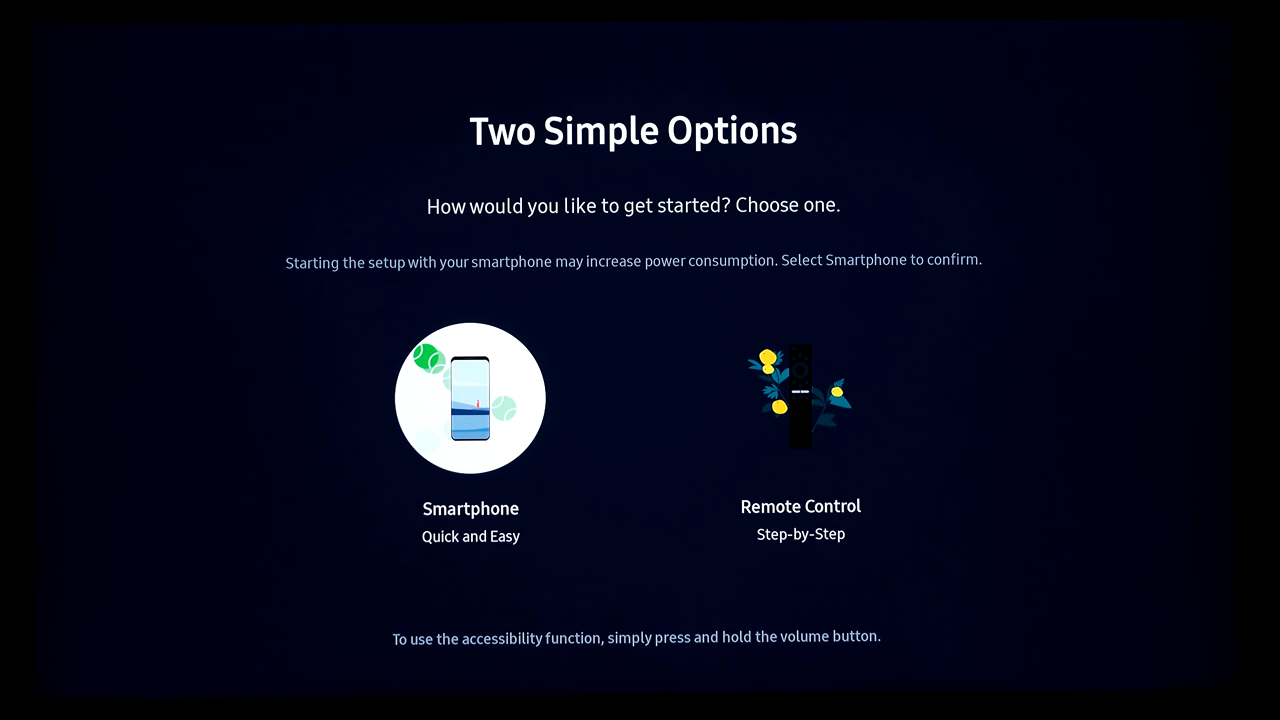 Two Simple Options
How would you like to get started? Choose one.
Starting the setup with your smartphone may increase power consumption. Select Smartphone to confirm.
Smartphone
Quick and Easy
Remote Control
Step-by-Step
To use the accessibility function, simply press and hold the volume button.